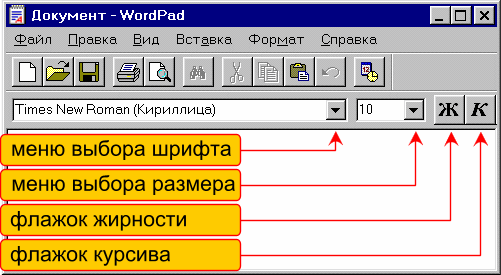 Документ - WordPad
Файл Правка Вид Вставка Формат Справка
Times New Roman (Кириллица) 10 Ж К
меню выбора шрифта
меню выбора размера
флажок жирности
флажок курсива